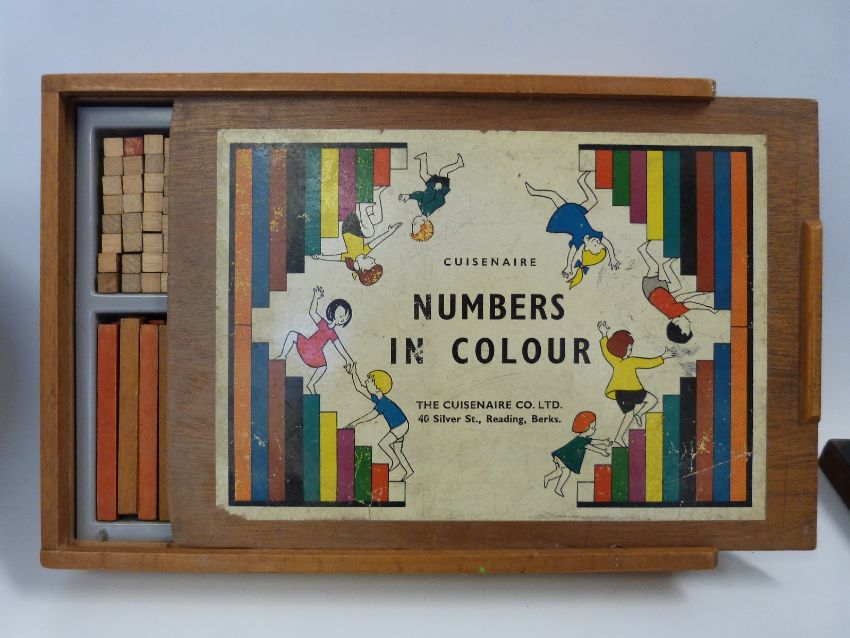 CUISENAIRE
NUMBERS
IN COLOUR
THE CUISENAIRE CO. LTD.
40 Silver St., Reading, Berks.